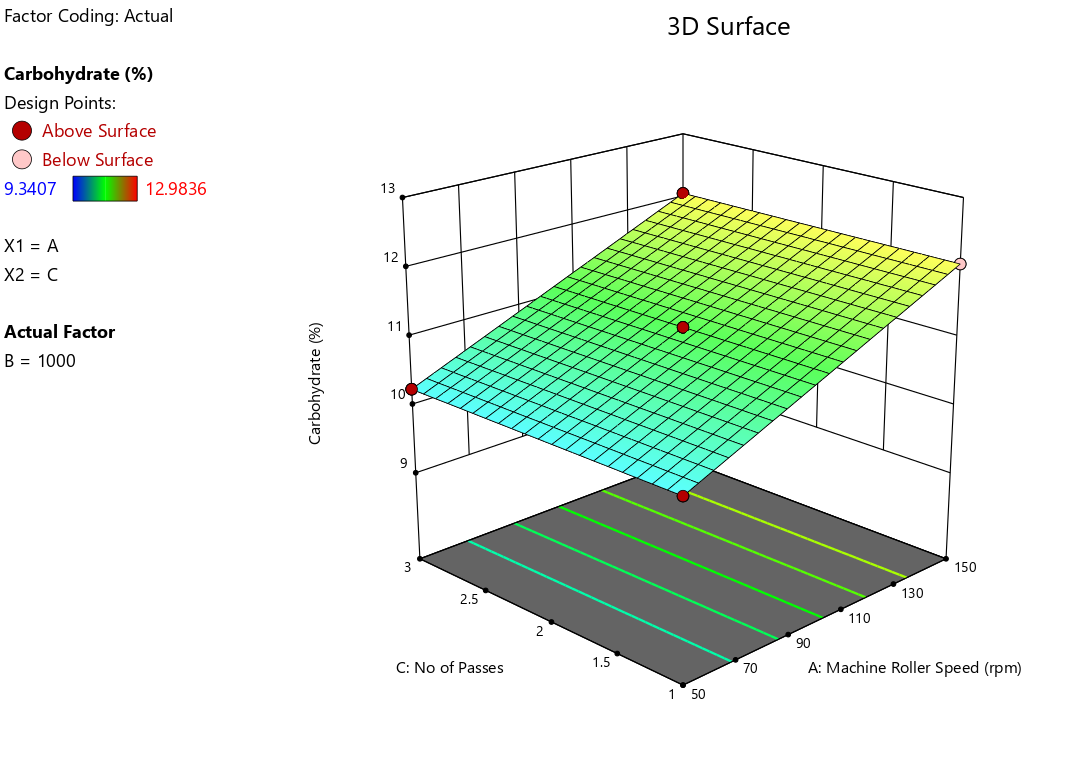 Factor Coding: Actual
3D Surface
Carbohydrate (%)
Design Points:
Above Surface
Below Surface
9.3407 12.9836
X1 = A
X2 = C
Actual Factor
B = 1000
13
12
11
10
9
Carbohydrate (%)
3
2.5
2
1.5
1
50
70
90
110
130
150
C: No of Passes
A: Machine Roller Speed (rpm)